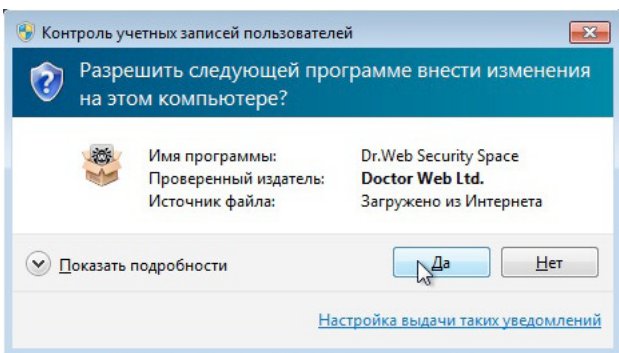 Контроль учетных записей пользователей
Разрешить следующей программе внести изменения
на этом компьютере?
Имя программы: Dr.Web Security Space
Проверенный издатель: Doctor Web Ltd.
Источник файла: Загружено из Интернета
Показать подробности Да Нет
Настройка выдачи таких уведомлений